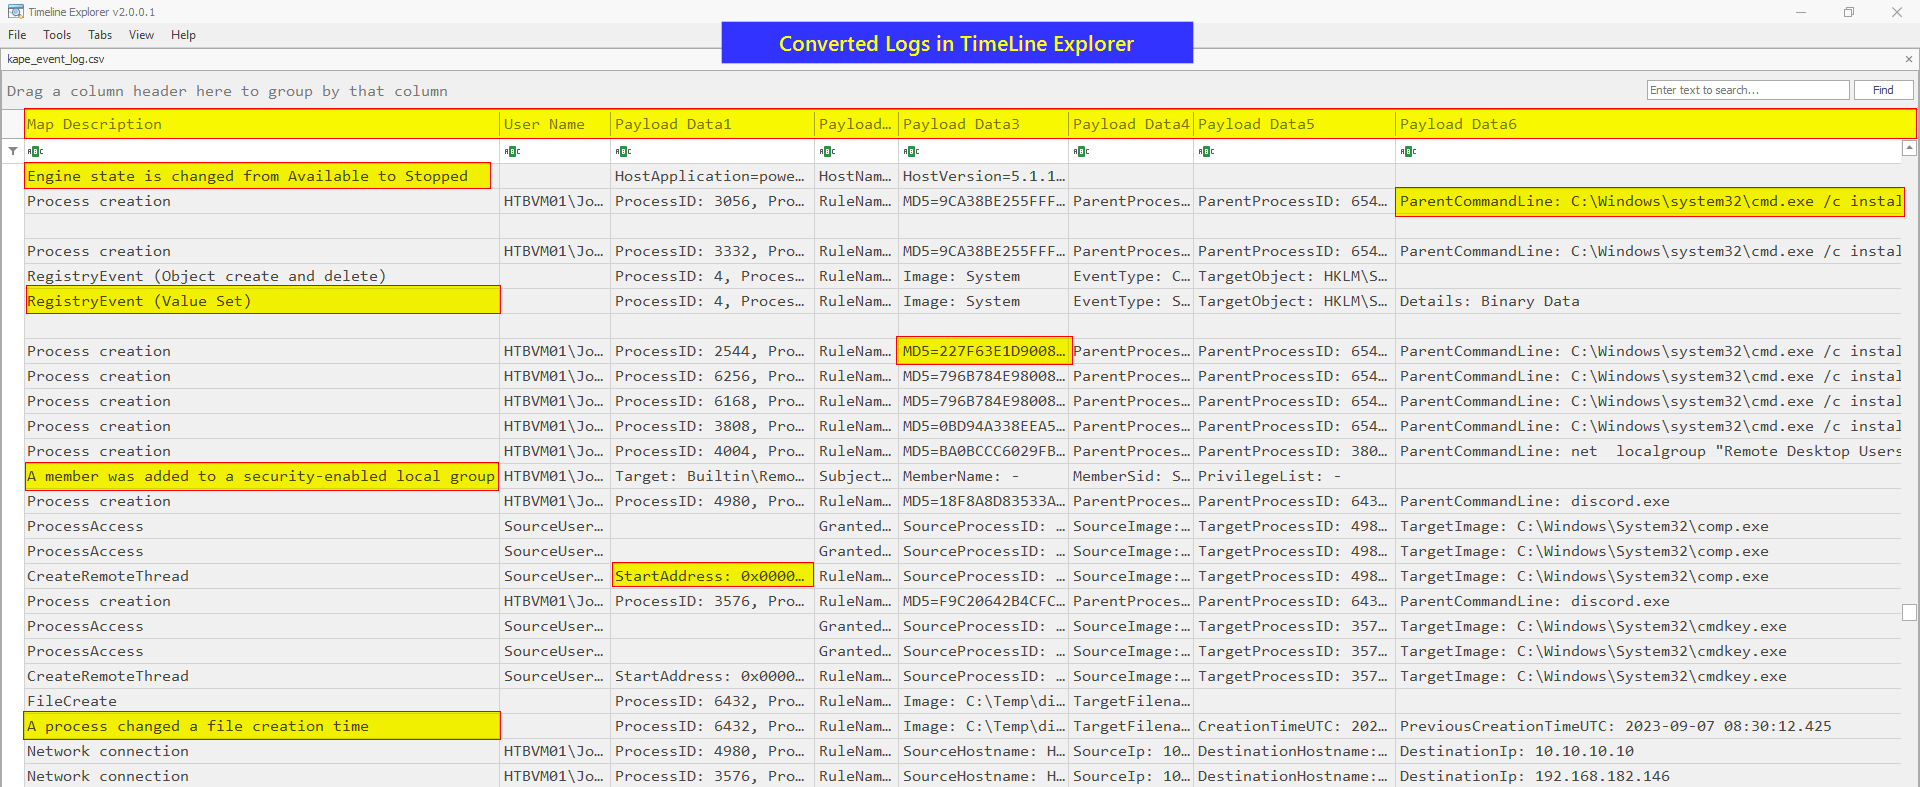 Timeline Explorer v2.0.0.1
File Tools Tabs View Help
Converted Logs in TimeLine Explorer
kape_event_log.csv
Drag a column header here to group by that column
Enter text to search... Find
Map Description User Name Payload Data1 Payload… Payload Data3 Payload Data4 Payload Data5 Payload Data6
Engine state is changed from Available to Stopped HostApplication=powe… HostNam… HostVersion=5.1.1…
Process creation HTBVM01\Jo… ProcessID: 3056, Pro… RuleNam… MD5=9CA38BE255FFF… ParentProces… ParentProcessID: 654… ParentCommandLine: C:\Windows\system32\cmd.exe /c instal
Process creation HTBVM01\Jo… ProcessID: 3332, Pro… RuleNam… MD5=9CA38BE255FFF… ParentProces… ParentProcessID: 654… ParentCommandLine: C:\Windows\system32\cmd.exe /c instal
RegistryEvent (Object create and delete) ProcessID: 4, Proces… RuleNam… Image: System EventType: C… TargetObject: HKLM\S…
RegistryEvent (Value Set) ProcessID: 4, Proces… RuleNam… Image: System EventType: S… TargetObject: HKLM\S… Details: Binary Data
Process creation HTBVM01\Jo… ProcessID: 2544, Pro… RuleNam… MD5=227F63E1D9008… ParentProces… ParentProcessID: 654… ParentCommandLine: C:\Windows\system32\cmd.exe /c instal
Process creation HTBVM01\Jo… ProcessID: 6256, Pro… RuleNam… MD5=796B784E98008… ParentProces… ParentProcessID: 654… ParentCommandLine: C:\Windows\system32\cmd.exe /c instal
Process creation HTBVM01\Jo… ProcessID: 6168, Pro… RuleNam… MD5=796B784E98008… ParentProces… ParentProcessID: 654… ParentCommandLine: C:\Windows\system32\cmd.exe /c instal
Process creation HTBVM01\Jo… ProcessID: 3808, Pro… RuleNam… MD5=0BD94A338EEA5… ParentProces… ParentProcessID: 654… ParentCommandLine: C:\Windows\system32\cmd.exe /c instal
Process creation HTBVM01\Jo… ProcessID: 4004, Pro… RuleNam… MD5=BA0BCCC6029FB… ParentProces… ParentProcessID: 380… ParentCommandLine: net  localgroup "Remote Desktop Users
A member was added to a security-enabled local group HTBVM01\Jo… Target: Builtin\Remo… Subject… MemberName: - MemberSid: S… PrivilegeList: -
Process creation HTBVM01\Jo… ProcessID: 4980, Pro… RuleNam… MD5=18F8A8D83533A… ParentProces… ParentProcessID: 643… ParentCommandLine: discord.exe
ProcessAccess SourceUser… Granted… SourceProcessID: … SourceImage:… TargetProcessID: 498… TargetImage: C:\Windows\System32\comp.exe
ProcessAccess SourceUser… Granted… SourceProcessID: … SourceImage:… TargetProcessID: 498… TargetImage: C:\Windows\System32\comp.exe
CreateRemoteThread SourceUser… StartAddress: 0x0000… RuleNam… SourceProcessID: … SourceImage:… TargetProcessID: 498… TargetImage: C:\Windows\System32\comp.exe
Process creation HTBVM01\Jo… ProcessID: 3576, Pro… RuleNam… MD5=F9C20642B4CFC… ParentProces… ParentProcessID: 643… ParentCommandLine: discord.exe
ProcessAccess SourceUser… Granted… SourceProcessID: … SourceImage:… TargetProcessID: 357… TargetImage: C:\Windows\System32\cmdkey.exe
ProcessAccess SourceUser… Granted… SourceProcessID: … SourceImage:… TargetProcessID: 357… TargetImage: C:\Windows\System32\cmdkey.exe
CreateRemoteThread SourceUser… StartAddress: 0x0000… RuleNam… SourceProcessID: … SourceImage:… TargetProcessID: 357… TargetImage: C:\Windows\System32\cmdkey.exe
FileCreate ProcessID: 6432, Pro… RuleNam… Image: C:\Temp\di… TargetFilena…
A process changed a file creation time ProcessID: 6432, Pro… RuleNam… Image: C:\Temp\di… TargetFilena… CreationTimeUTC: 202… PreviousCreationTimeUTC: 2023-09-07 08:30:12.425
Network connection HTBVM01\Jo… ProcessID: 4980, Pro… RuleNam… SourceHostname: H… SourceIp: 10… DestinationHostname:… DestinationIp: 10.10.10.10
Network connection HTBVM01\Jo… ProcessID: 3576, Pro… RuleNam… SourceHostname: H… SourceIp: 10… DestinationHostname:… DestinationIp: 192.168.182.146